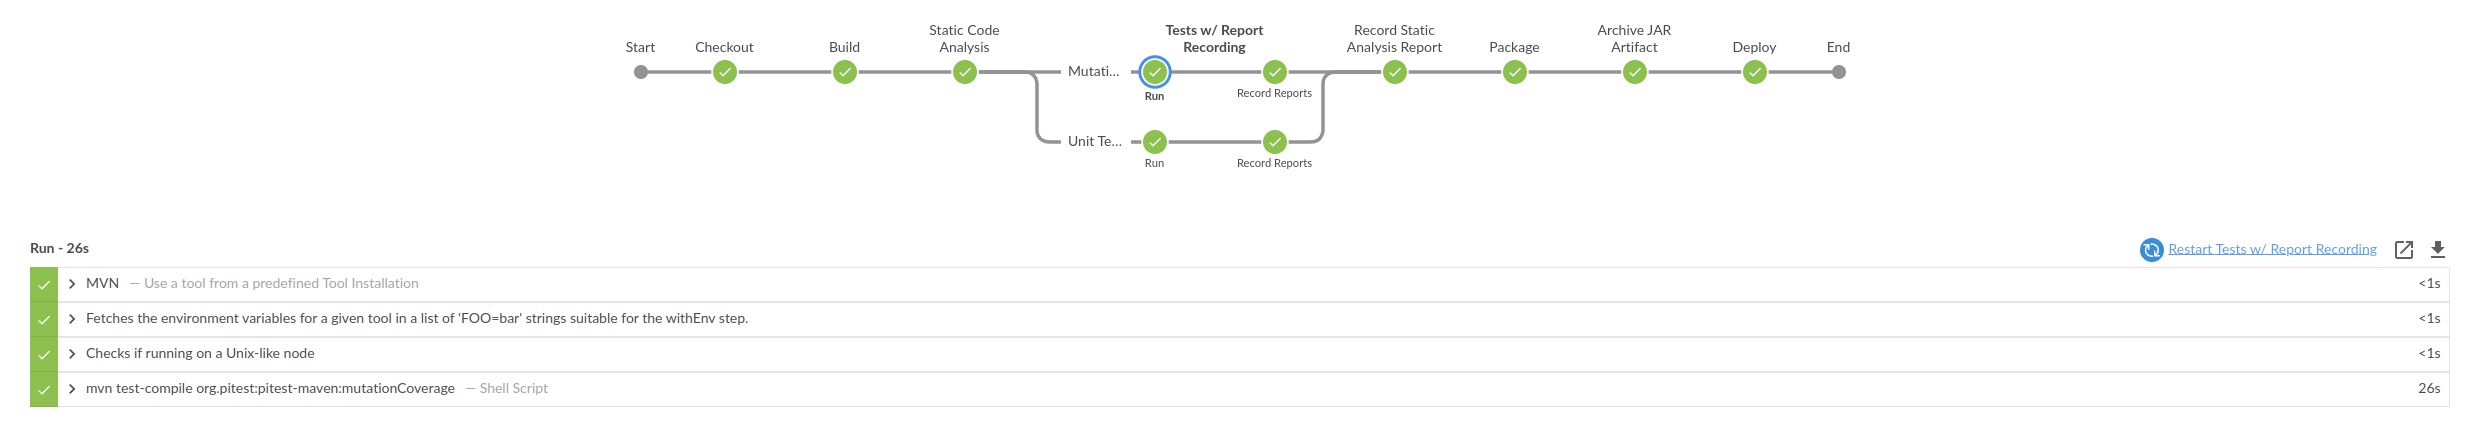 Start
Checkout
Build
Static Code
Analysis
Tests w/ Report
Recording
Record Static
Analysis Report
Package
Archive JAR
Artifact
Deploy
End
Mutati...
Run
Record Reports
Unit Te...
Run
Record Reports
Run - 26s
Restart Tests w/ Report Recording
MVN — Use a tool from a predefined Tool Installation <1s
Fetches the environment variables for a given tool in a list of 'FOO=bar' strings suitable for the withEnv step. <1s
Checks if running on a Unix-like node <1s
mvn test-compile org.pitest:pitest-maven:mutationCoverage — Shell Script 26s